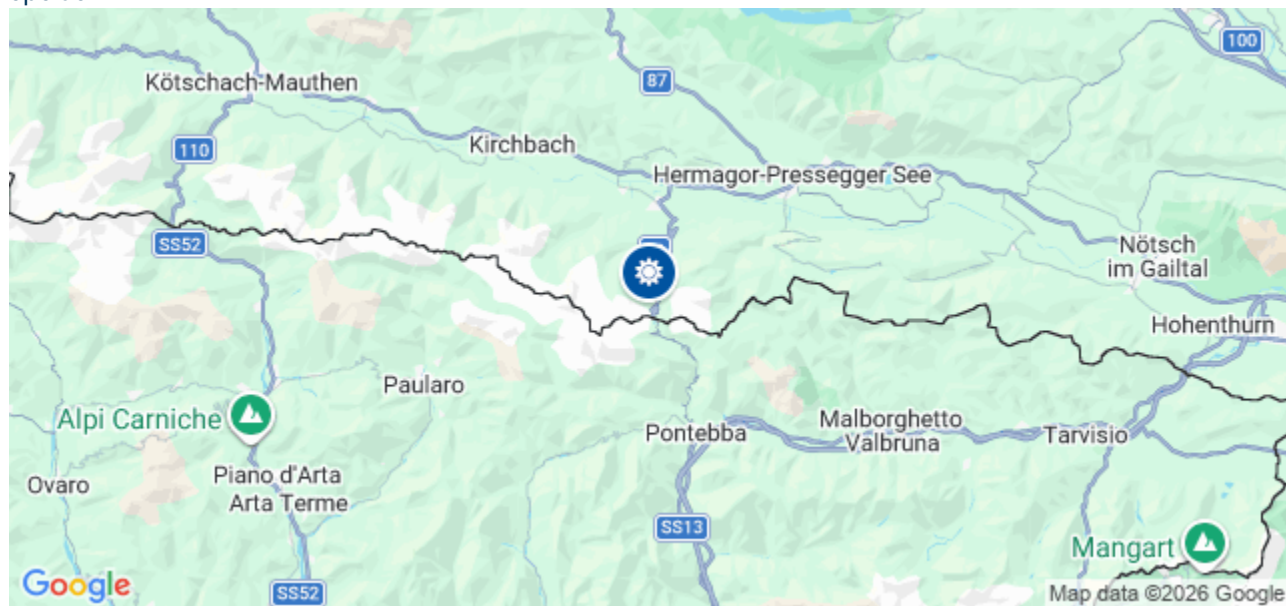 100
87
Kötschach-Mauthen
110
Kirchbach
Hermagor-Pressegger See
SS52
Nötsch
im Gailtal
Hohenthurn
Paularo
Alpi Carniche
Malborghetto
Valbruna
Pontebba
Tarvisio
Piano d'Arta
Arta Terme
Ovaro
SS13
Mangart
Google
SS52
Map data ©2026 Google